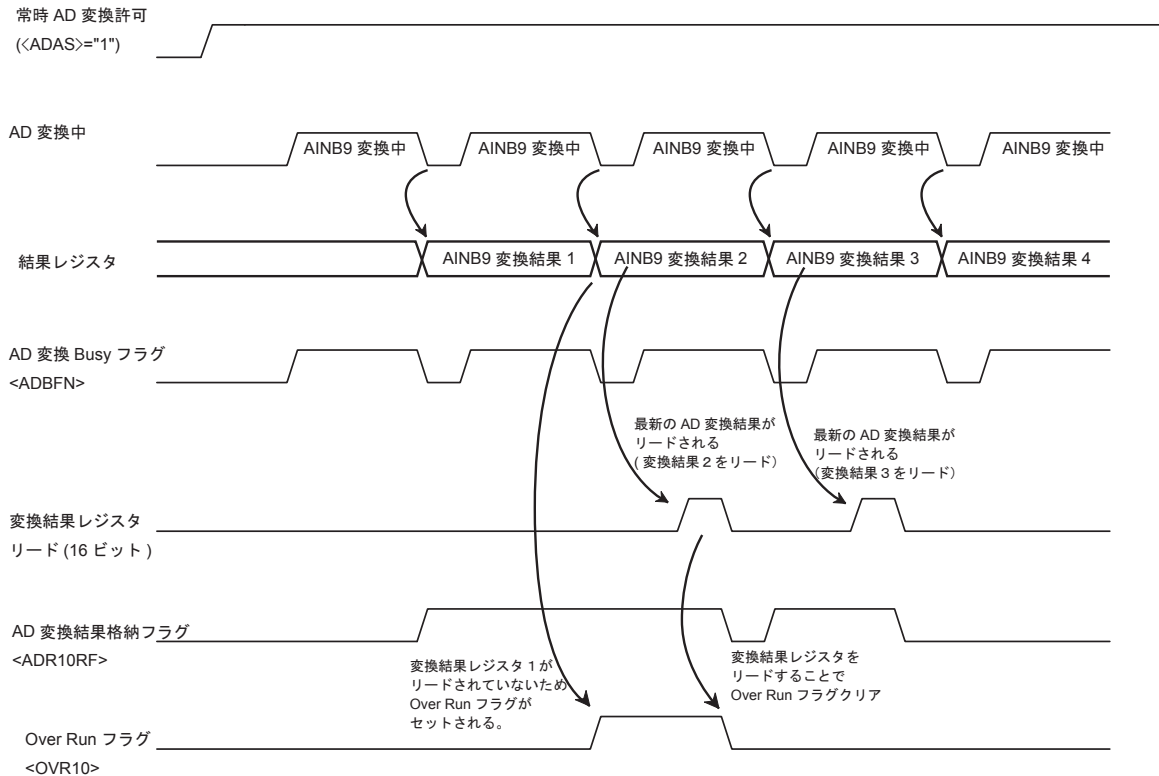 常時 AD 変換許可
(<ADAS>="1")
AD 変換中
AINB9 変換中
AINB9 変換中
AINB9 変換中
AINB9 変換中
AINB9 変換中
結果レジスタ
AINB9 変換結果 1
AINB9 変換結果 2
AINB9 変換結果 3
AINB9 変換結果 4
AD 変換 Busy フラグ
<ADBFN>
最新の AD 変換結果が
リードされる
( 変換結果 2 をリード）
最新の AD 変換結果が
リードされる
（変換結果 3 をリード）
変換結果レジスタ
リード (16 ビット )
AD 変換結果格納フラグ
<ADR10RF>
変換結果レジスタ 1 が
リードされていないため
Over Run フラグが
セットされる。
変換結果レジスタを
リードすることで
Over Run フラグクリア
Over Run フラグ
<OVR10>